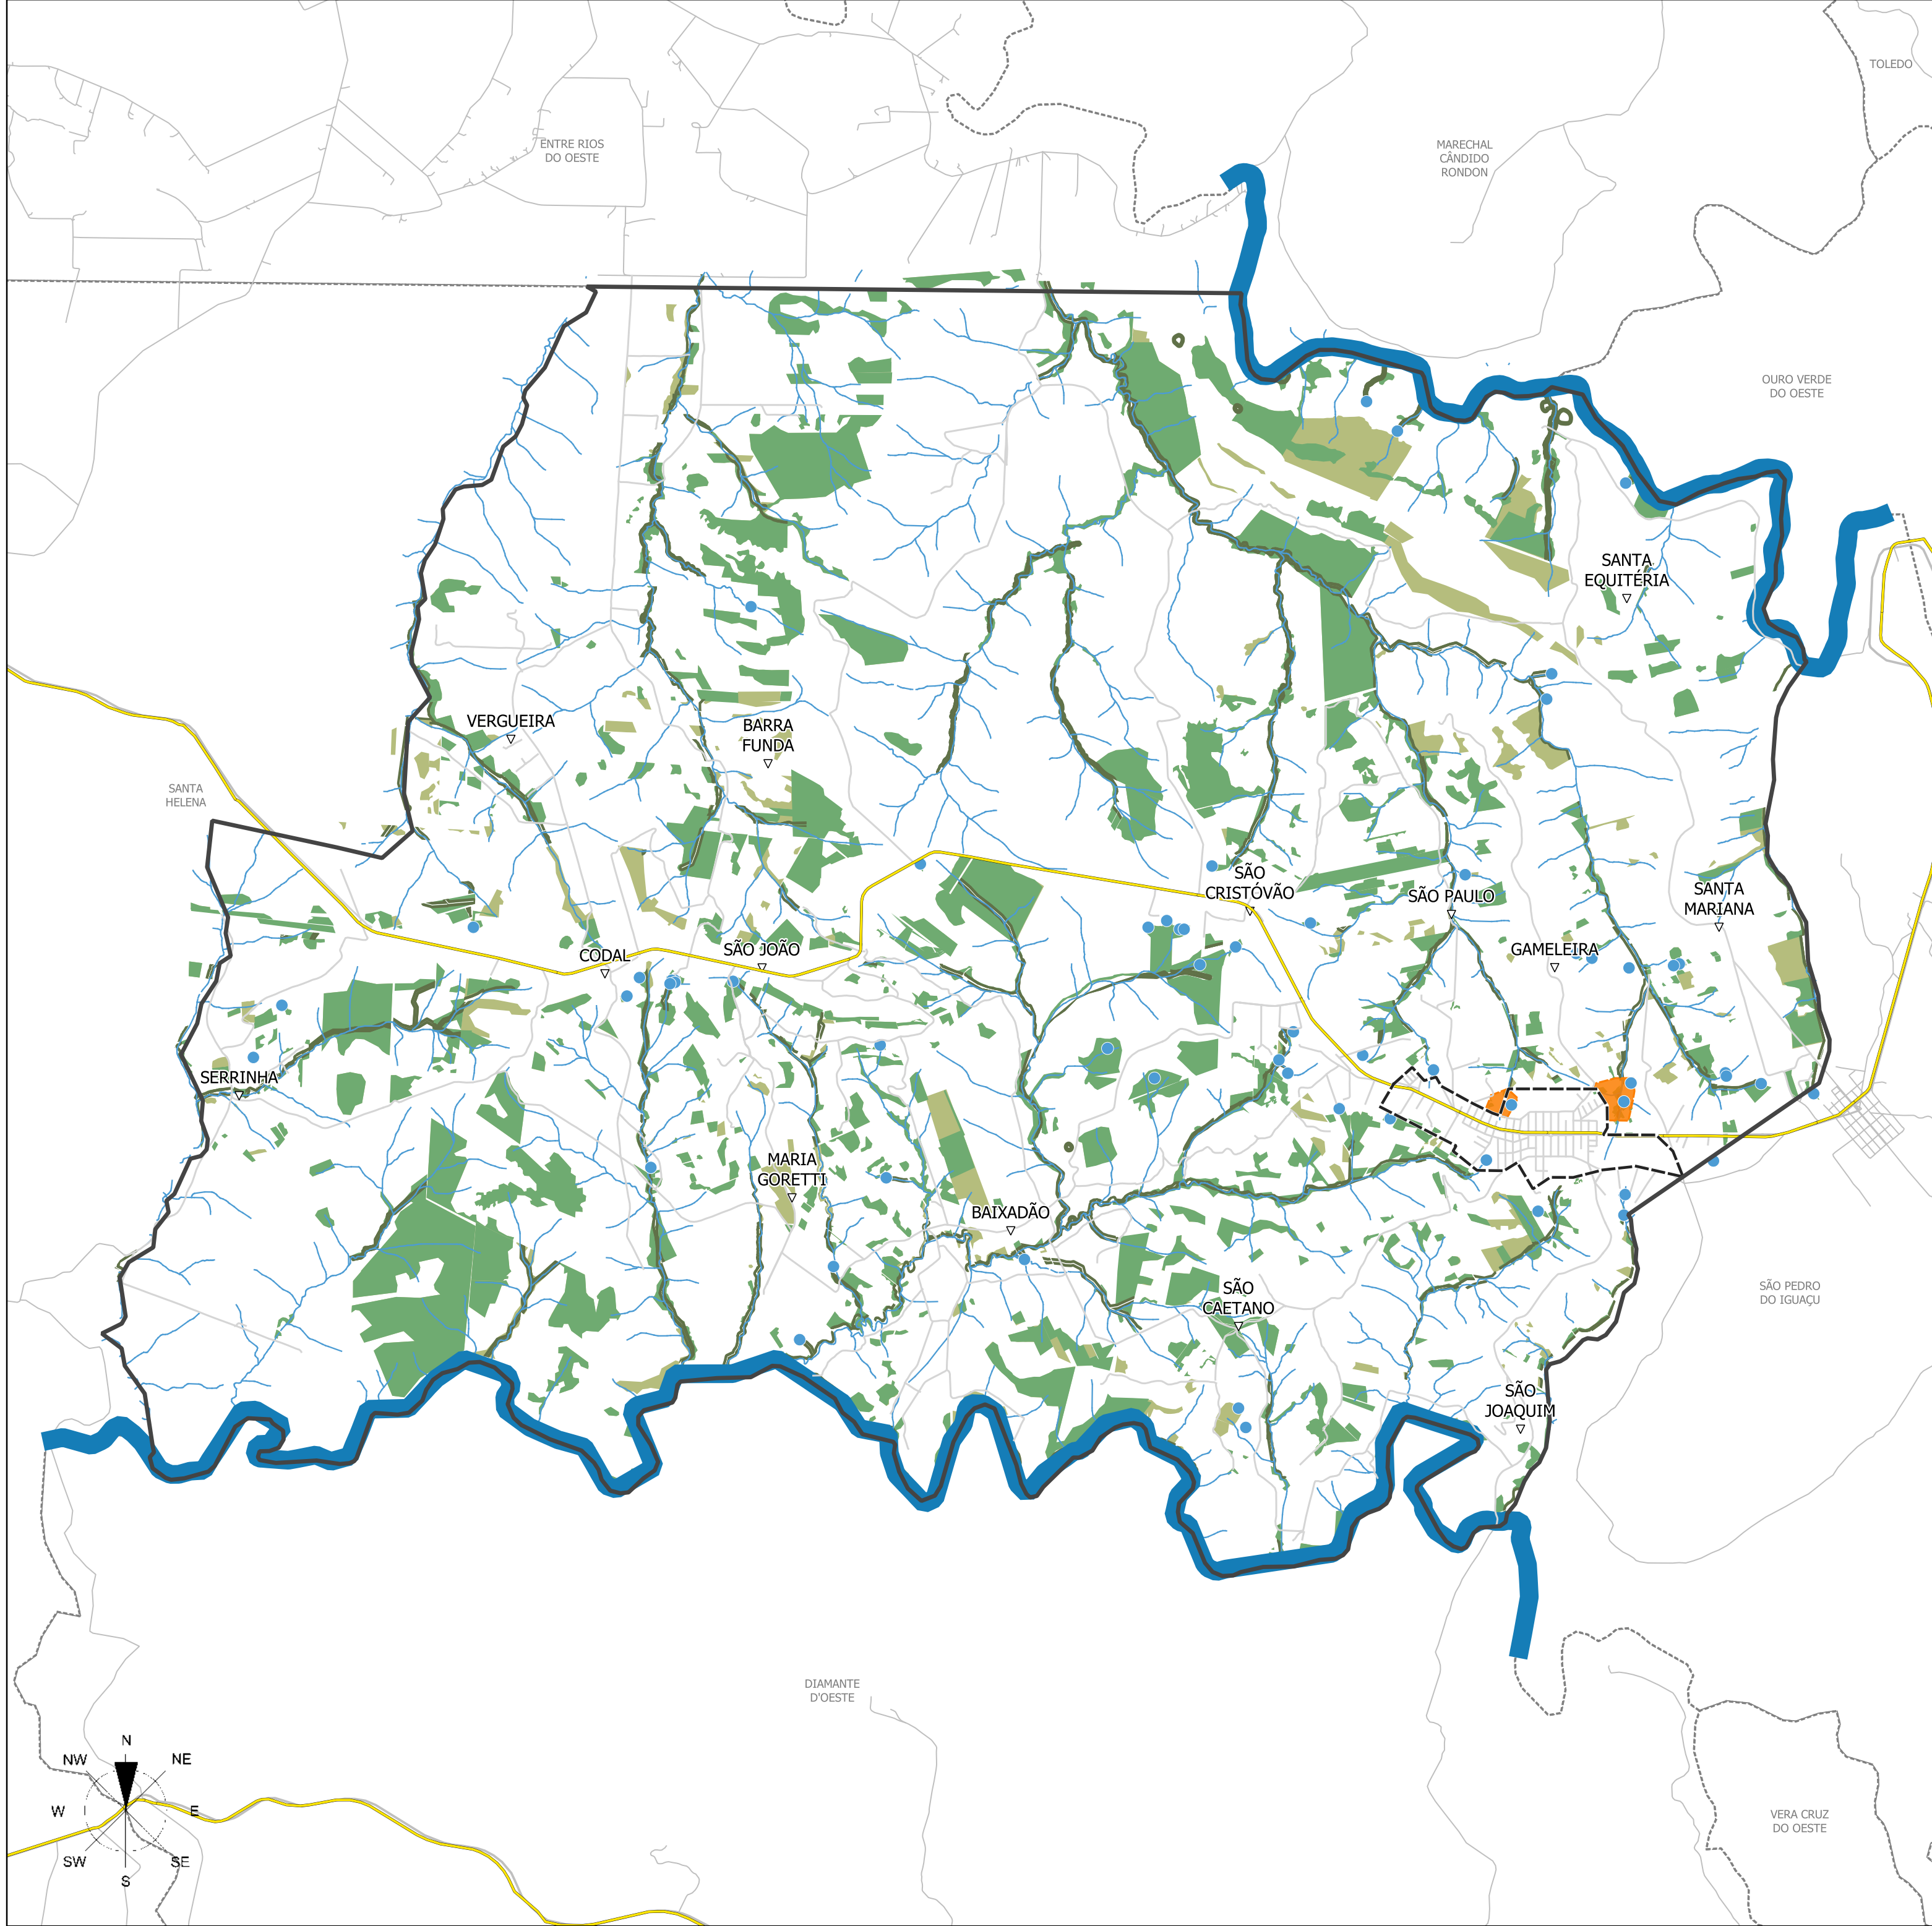 TOLEDO
ENTRE RIOS
DO OESTE
MARECHAL
CÂNDIDO
RONDON
OURO VERDE
DO OESTE
SANTA
EQUITÉRIA
VERGUEIRA
BARRA
FUNDA
SANTA
HELENA
SÃO
CRISTÓVÃO
SÃO PAULO
SANTA
MARIANA
CODAL
SÃO JOÃO
GAMELEIRA
SERRINHA
MARIA
GORETTI
BAIXADÃO
SÃO
CAETANO
SÃO PEDRO
DO IGUAÇU
SÃO
JOAQUIM
DIAMANTE
D'OESTE
VERA CRUZ
DO OESTE
N
NW
NE
W
E
SW
SE
S